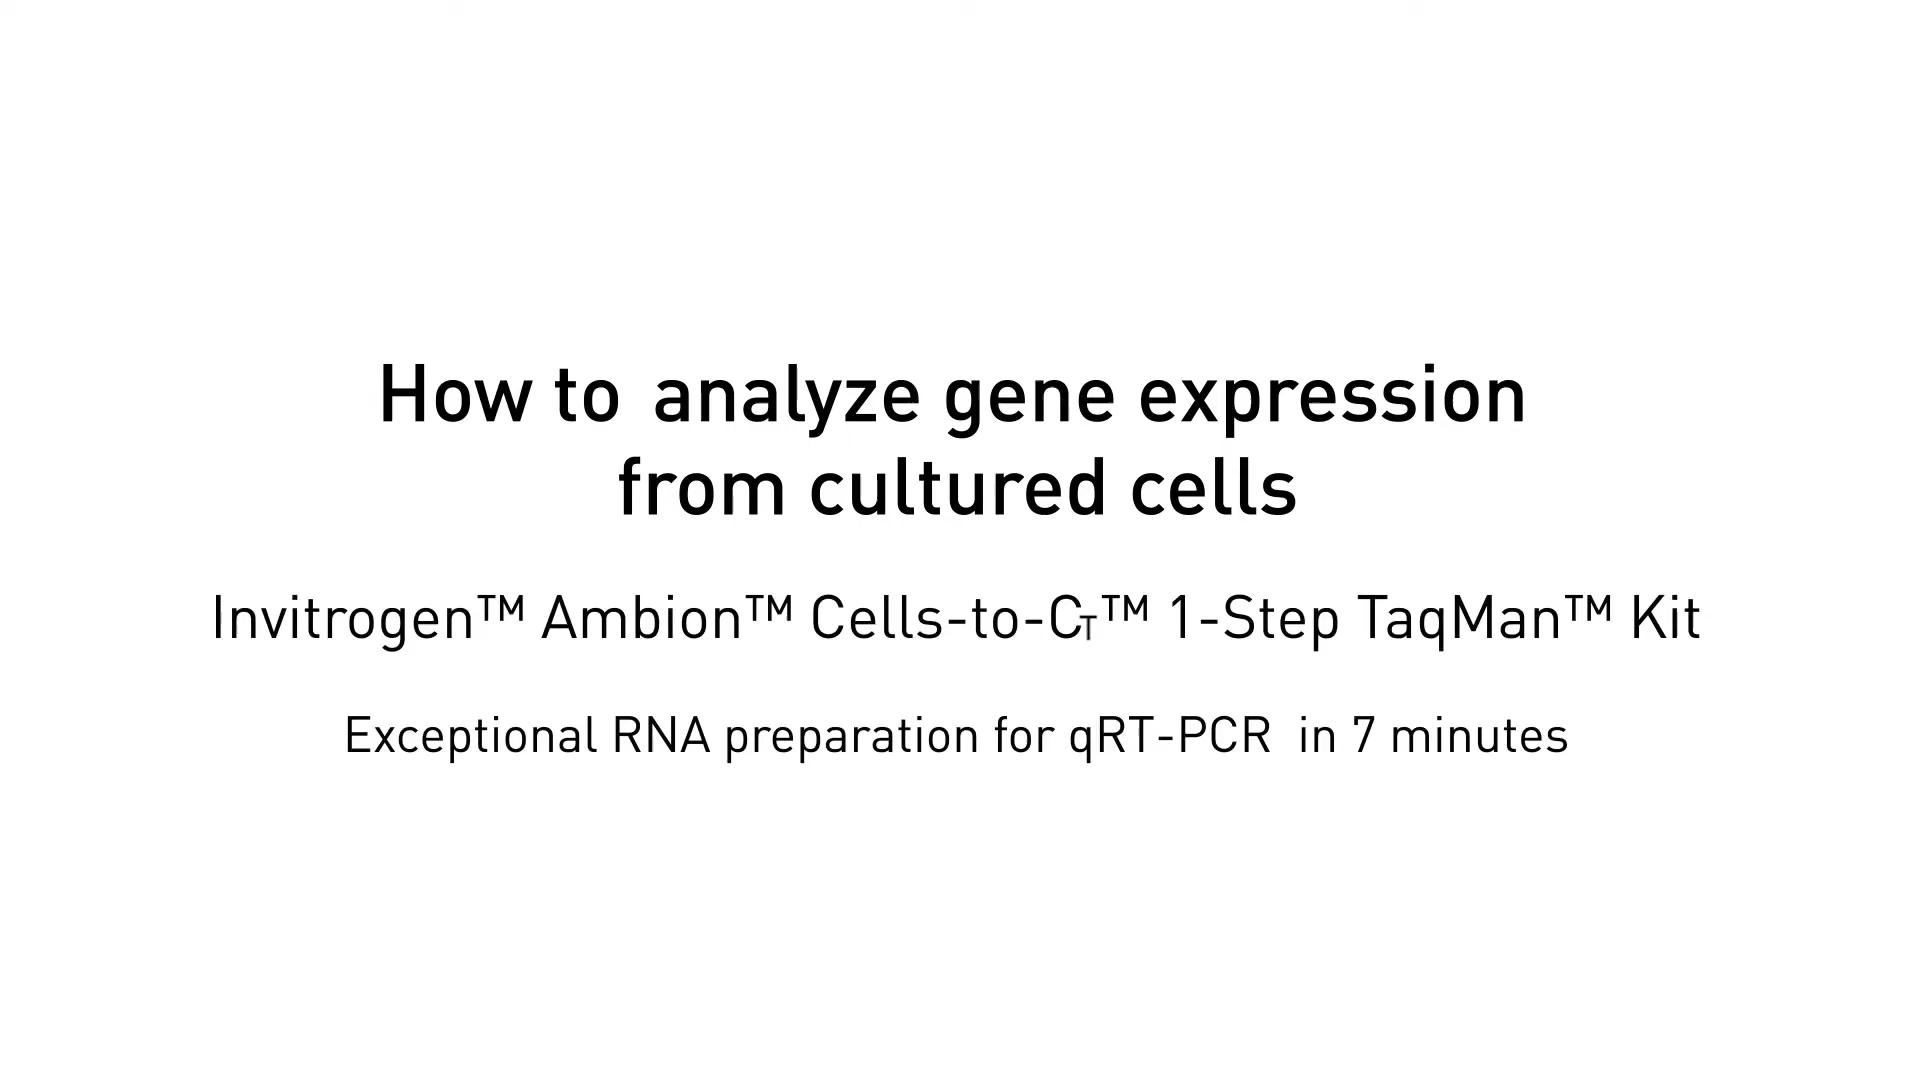 How to analyze gene expression
from cultured cells
Invitrogen™ Ambion™ Cells-to-CT™ 1-Step TaqMan™ Kit
Exceptional RNA preparation for qRT-PCR in 7 minutes